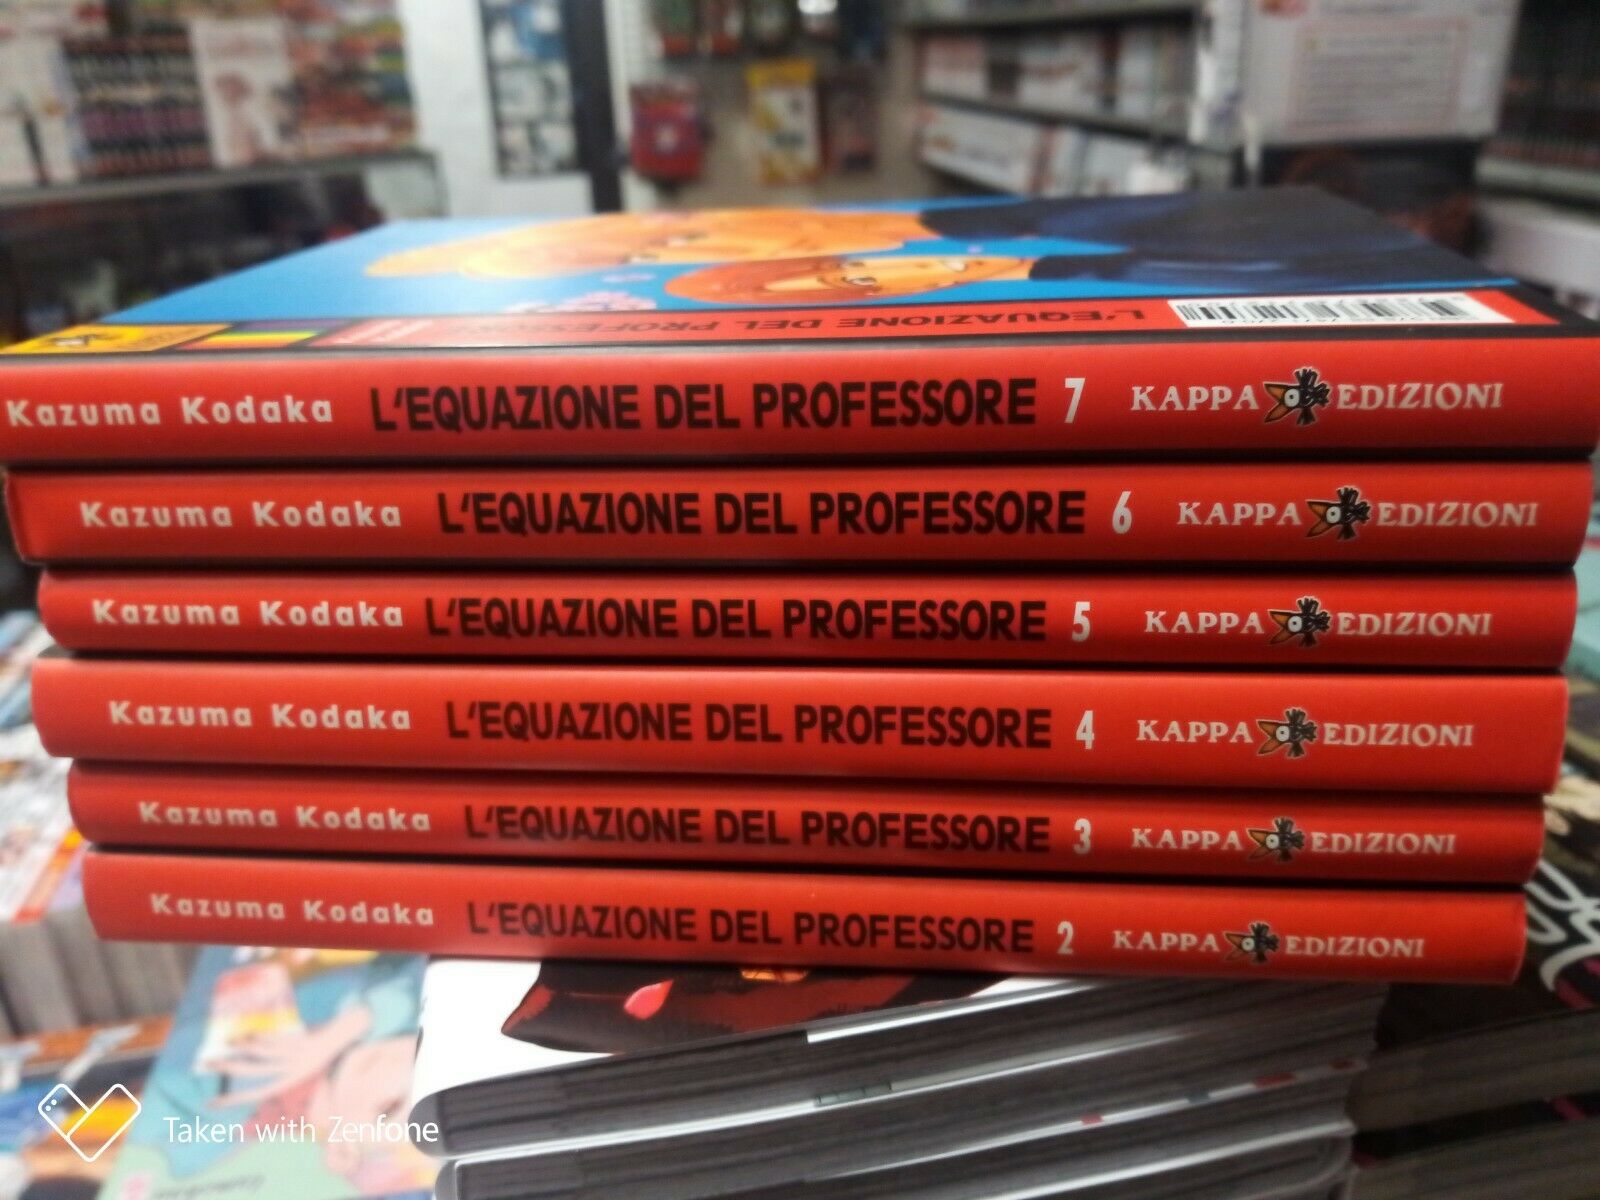 L'EQUAZIONE DEL PROFESS
Kazuma Kodaka L'EQUAZIONE DEL PROFESSORE 7 KAPPA EDIZIONI
Kazuma Kodaka L'EQUAZIONE DEL PROFESSORE 6 KAPPA EDIZIONI
Kazuma Kodaka L'EQUAZIONE DEL PROFESSORE 5 KAPPA EDIZIONI
Kazuma Kodaka L'EQUAZIONE DEL PROFESSORE 4 KAPPA EDIZIONI
Kazuma Kodaka L'EQUAZIONE DEL PROFESSORE 3 KAPPA EDIZIONI
Kazuma Kodaka L'EQUAZIONE DEL PROFESSORE 2 KAPPA EDIZIONI
Taken with Zenfone